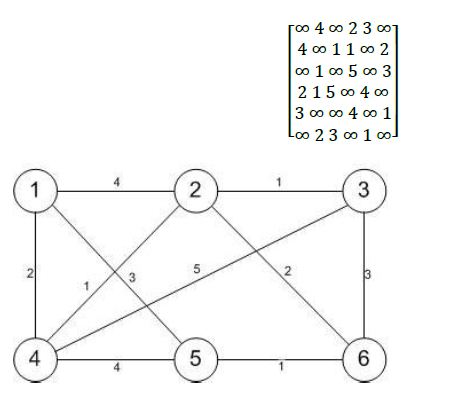 ∞ 4 ∞ 2 3 ∞
4 ∞ 1 1 ∞ 2
∞ 1 ∞ 5 ∞ 3
2 1 5 ∞ 4 ∞
3 ∞ ∞ 4 ∞ 1
∞ 2 3 ∞ 1 ∞
1 4 2 1 3
2 1 3 5 2 3
4 4 5 1 6